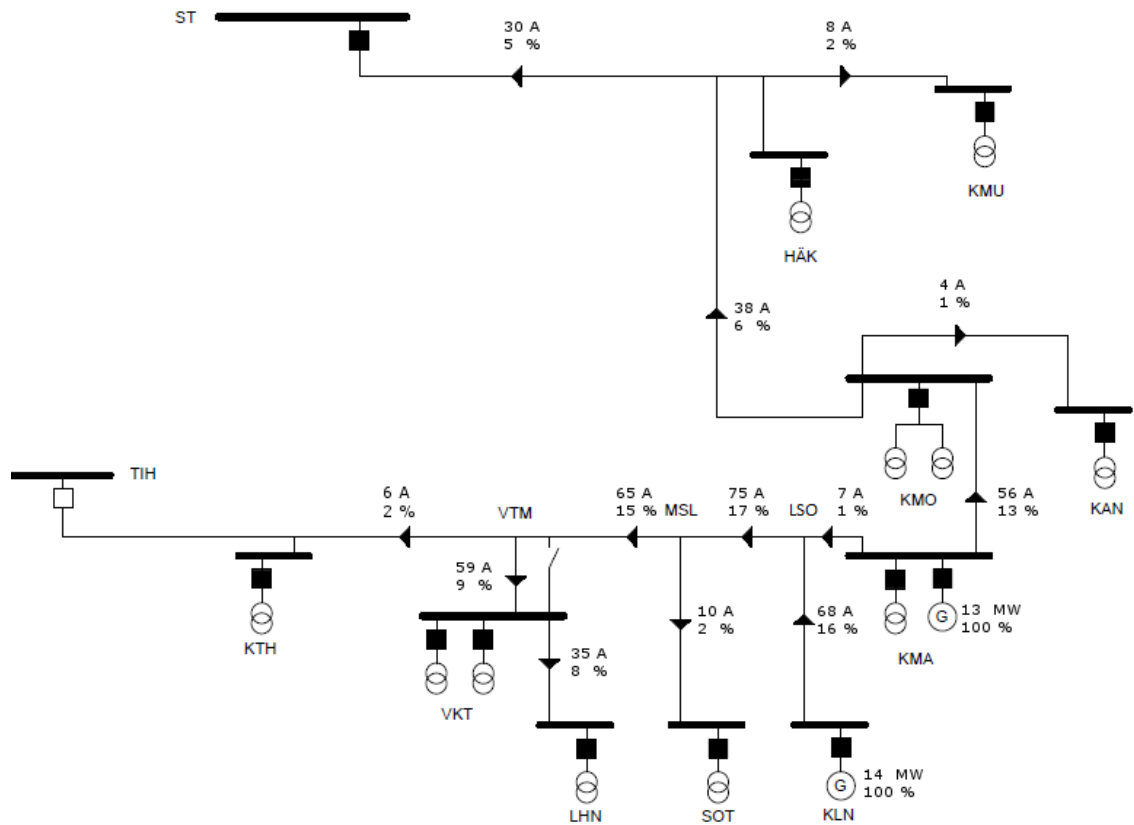 ST
30 A
5 %
8 A
2 %
KMU
HÄK
4 A
1 %
38 A
6 %
KMO
KAN
TIH
6 A
2 %
VTM
65 A
15 %
MSL
75 A
17 %
LSO
7 A
1 %
56 A
13 %
59 A
9 %
KTH
10 A
2 %
68 A
16 %
G
13 MW
100 %
KMA
35 A
8 %
VKT
LHN
SOT
G
14 MW
100 %
KLN